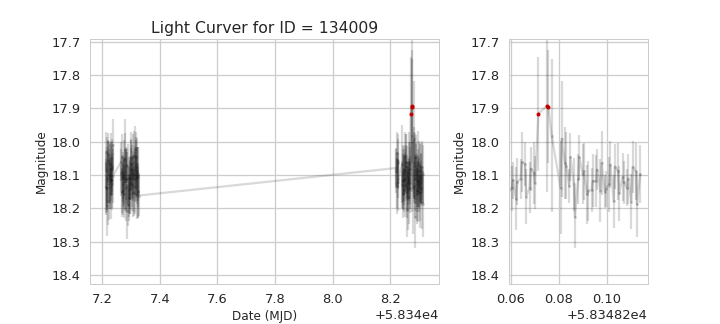 Light Curver for ID = 134009
17.7
17.8
17.9
18.0
18.1
18.2
18.3
18.4
Magnitude
7.2 7.4 7.6 7.8 8.0 8.2
Date (MJD)
+5.834e4
17.7
17.8
17.9
18.0
18.1
18.2
18.3
18.4
Magnitude
0.06 0.08 0.10
+5.83482e4